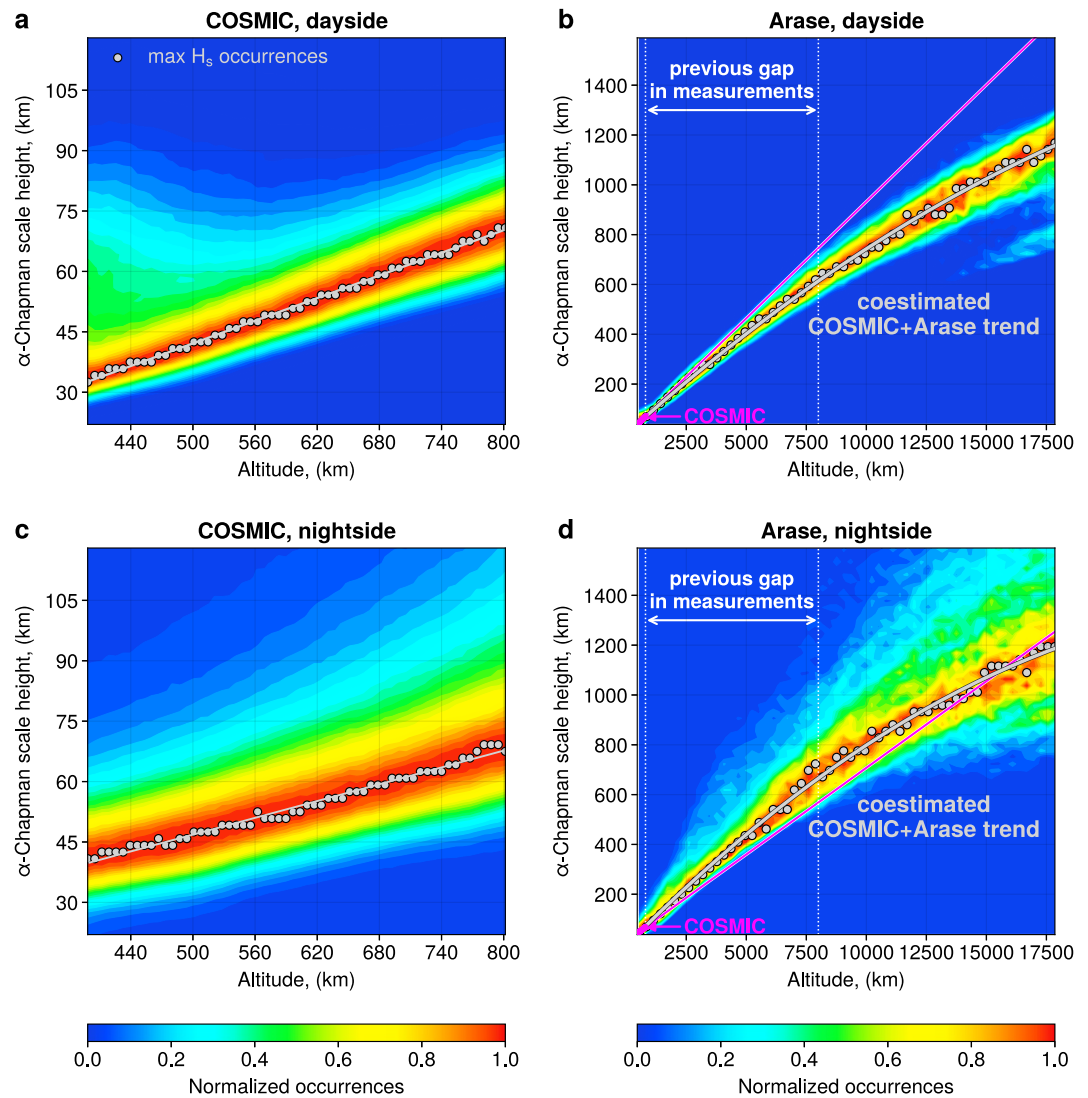 a
COSMIC, dayside
max Hs occurrences
α-Chapman scale height, (km)
105
90
75
60
45
30
440 500 560 620 680 740 800
Altitude, (km)
b
Arase, dayside
previous gap
in measurements
coestimated
COSMIC+Arase trend
COSMIC
α-Chapman scale height, (km)
1400
1200
1000
800
600
400
200
2500 5000 7500 10000 12500 15000 17500
Altitude, (km)
c
COSMIC, nightside
α-Chapman scale height, (km)
105
90
75
60
45
30
440 500 560 620 680 740 800
Altitude, (km)
d
Arase, nightside
previous gap
in measurements
coestimated
COSMIC+Arase trend
COSMIC
α-Chapman scale height, (km)
1400
1200
1000
800
600
400
200
2500 5000 7500 10000 12500 15000 17500
Altitude, (km)
0.0 0.2 0.4 0.6 0.8 1.0
Normalized occurrences
0.0 0.2 0.4 0.6 0.8 1.0
Normalized occurrences